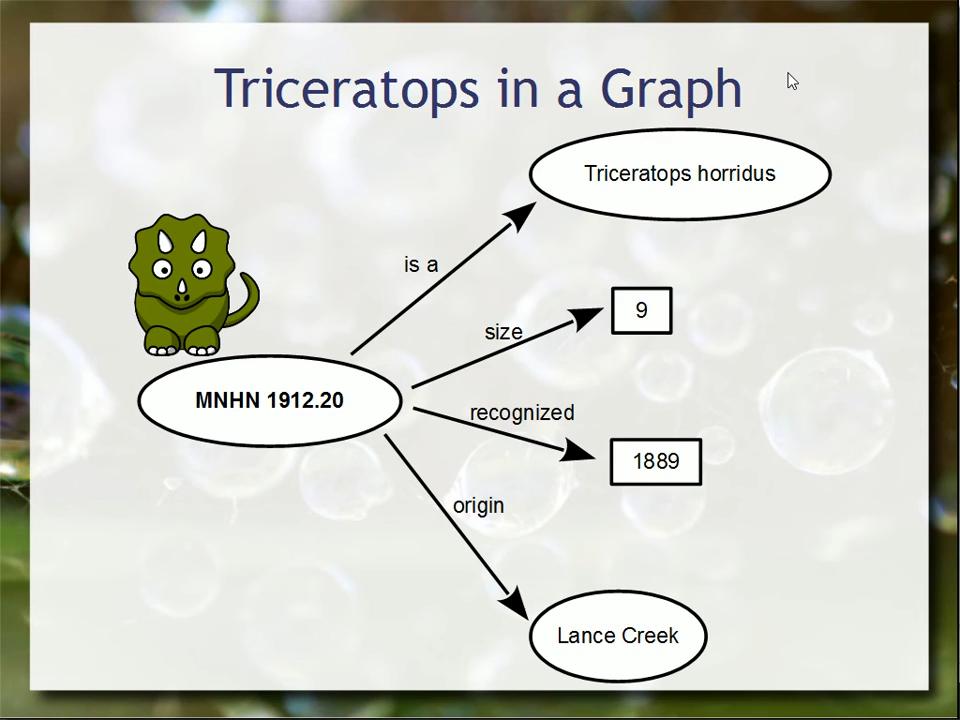 Triceratops in a Graph
Triceratops horridus
is a
9
size
MNHN 1912.20
recognized
1889
origin
Lance Creek